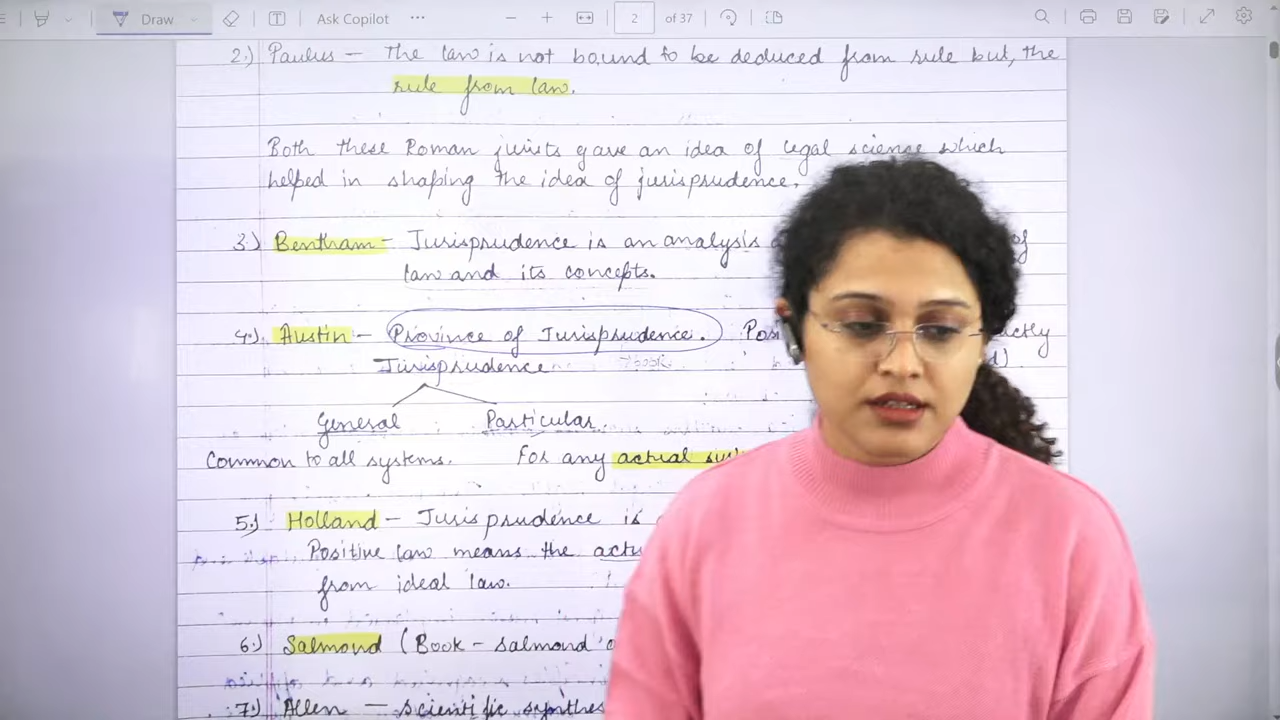 Draw
Ask Copilot
2 of 37
2.) Paulus – The law is not bound to be deduced from rule but, the
rule from law.
Both these Roman jurists gave an idea of legal science which
helped in shaping the idea of jurisprudence.
3.) Bentham – Jurisprudence is an analysis of
law and its concepts.
4.) Austin – Province of Jurisprudence.
Jurisprudence
General Particular
Common to all systems. For any actual
5.) Holland – Jurisprudence is
Positive law means the
from ideal law.
6.) Salmond (Book – Salmond
7.) Allen – scientific